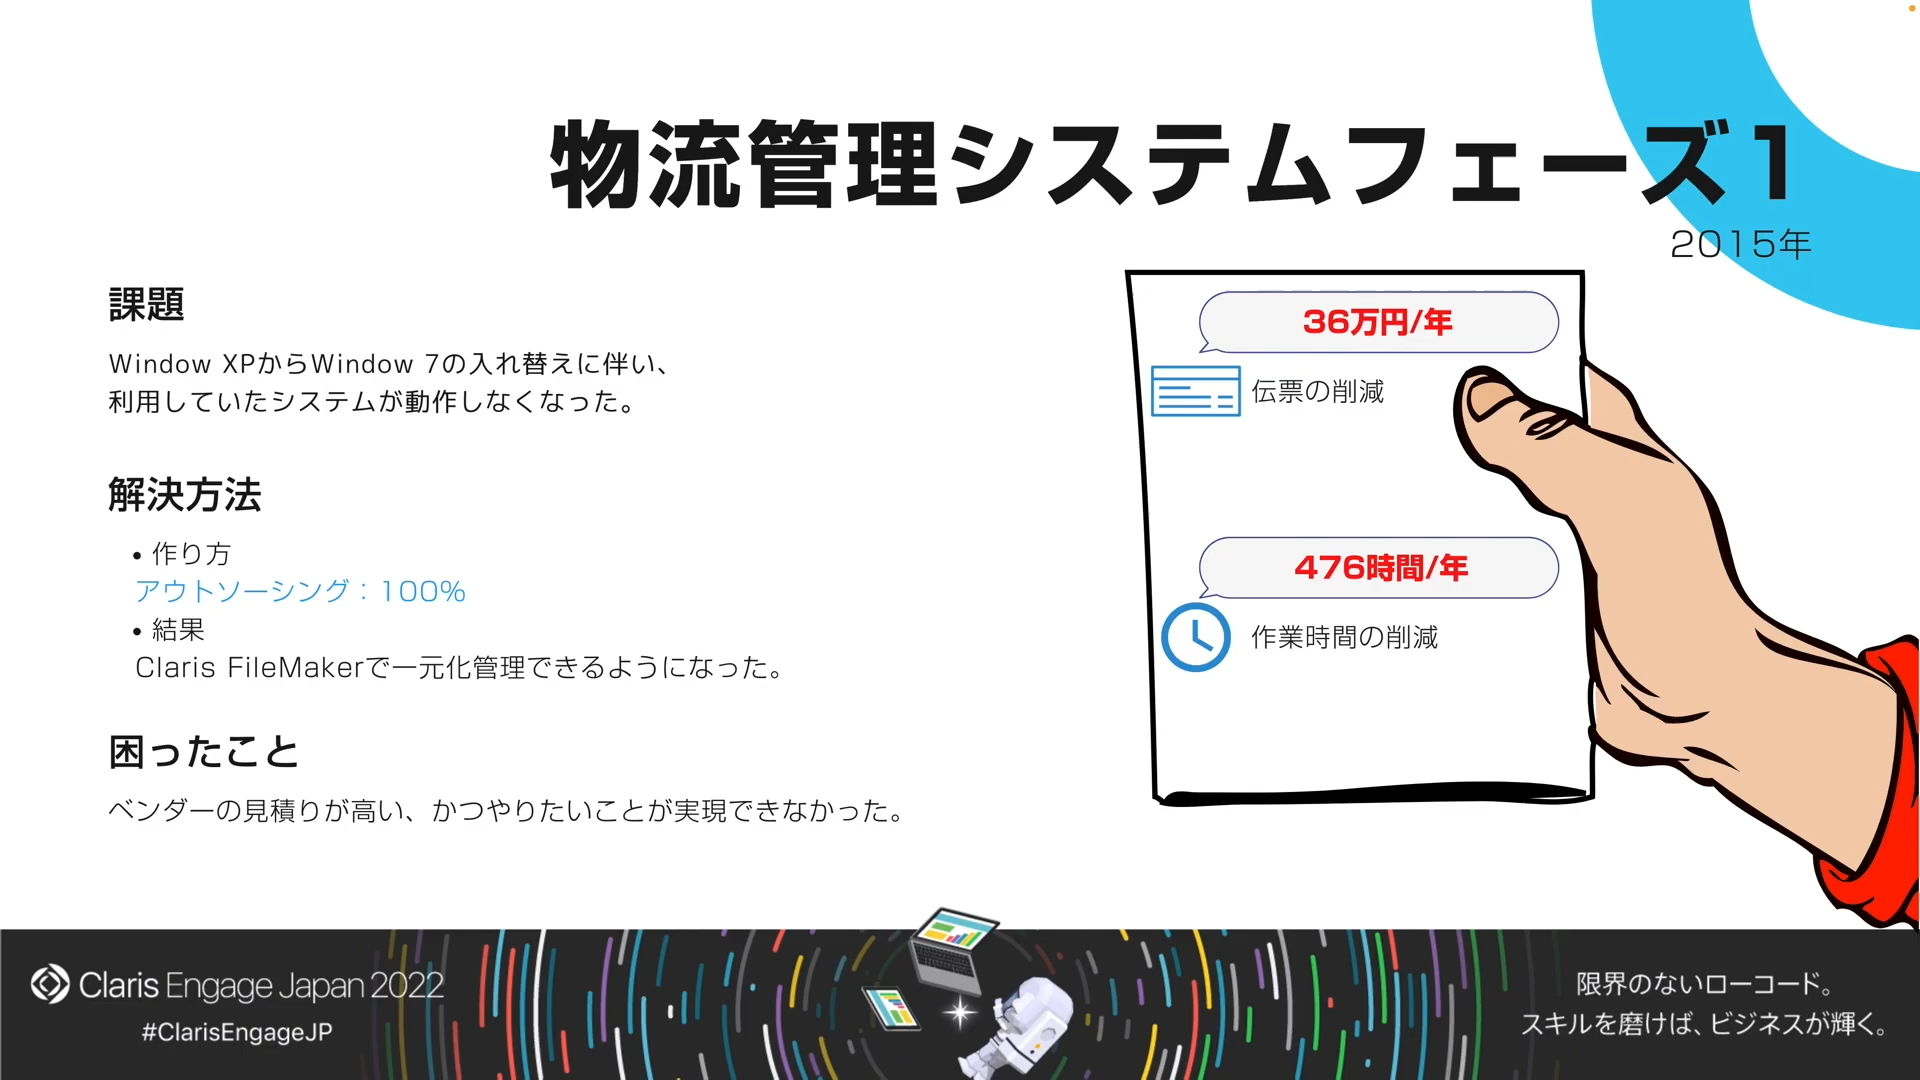 物流管理システムフェーズ1
2015年
課題
Window XPからWindow 7の入れ替えに伴い、
利用していたシステムが動作しなくなった。
解決方法
• 作り方
アウトソーシング：100%
• 結果
Claris FileMakerで一元化管理できるようになった。
困ったこと
ベンダーの見積りが高い、かつやりたいことが実現できなかった。
36万円/年
伝票の削減
476時間/年
作業時間の削減
Claris Engage Japan 2022
#ClarisEngageJP
限界のないローコード。
スキルを磨けば、ビジネスが輝く。